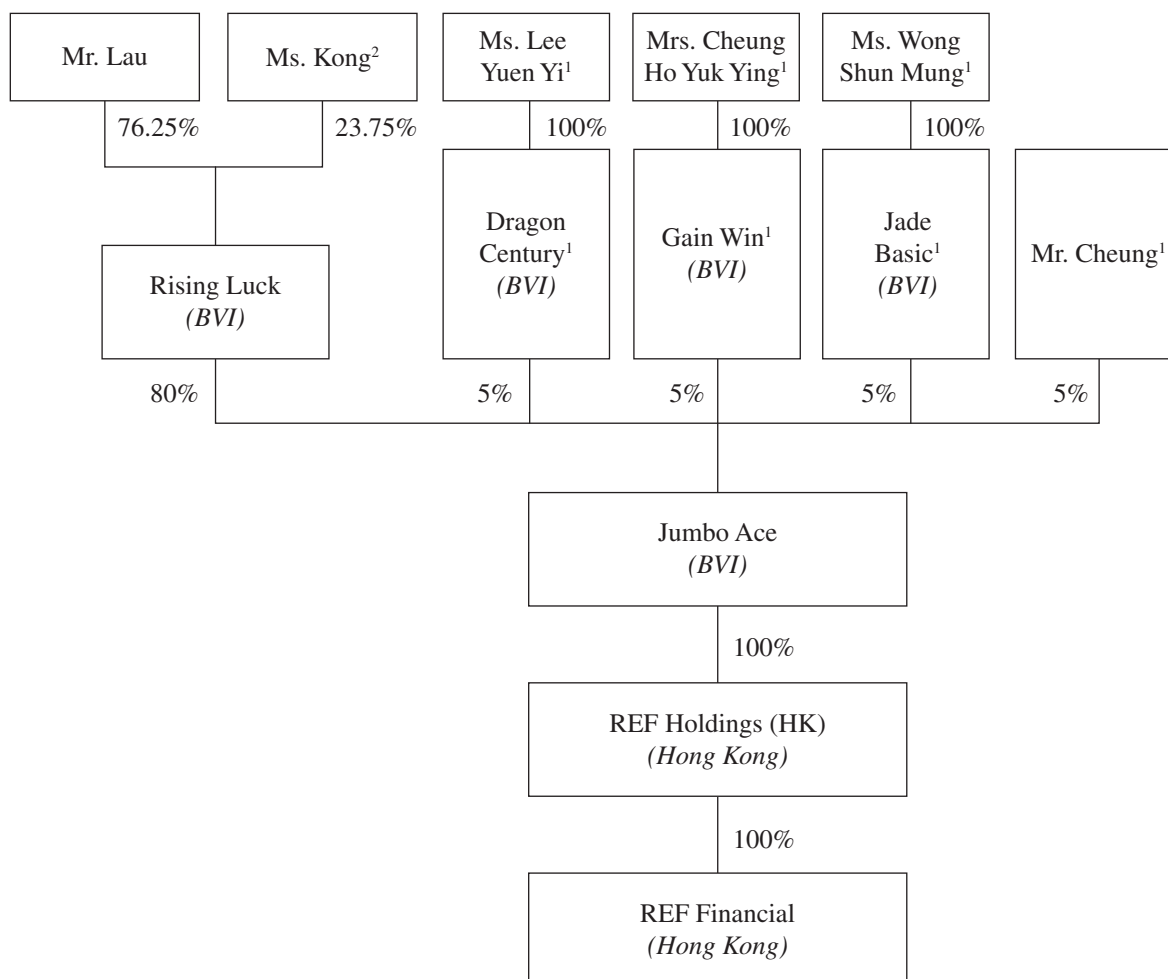 Mr. Lau
Ms. Kong²
Ms. Lee
Yuen Yi¹
Mrs. Cheung
Ho Yuk Ying¹
Ms. Wong
Shun Mung¹
76.25%
23.75%
100%
100%
100%
Rising Luck
(BVI)
Dragon
Century¹
(BVI)
Gain Win¹
(BVI)
Jade
Basic¹
(BVI)
Mr. Cheung¹
80%
5%
5%
5%
5%
Jumbo Ace
(BVI)
100%
REF Holdings (HK)
(Hong Kong)
100%
REF Financial
(Hong Kong)